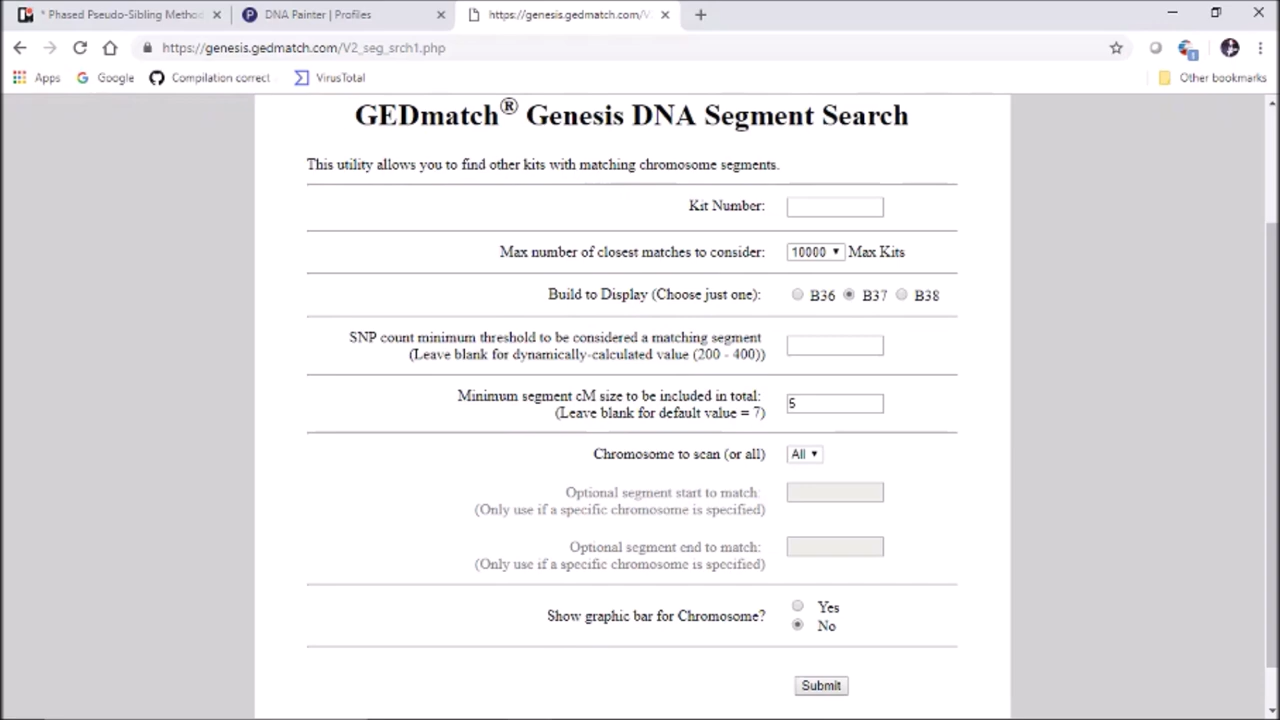 * Phased Pseudo-Sibling Metho
DNA Painter | Profiles
https://genesis.gedmatch.com/V
https://genesis.gedmatch.com/V2_seg_srch1.php
1
Apps
Google
Compilation correct
VirusTotal
Other bookmarks
GEDmatch® Genesis DNA Segment Search
This utility allows you to find other kits with matching chromosome segments.
Kit Number:
Max number of closest matches to consider: 10000 Max Kits
Build to Display (Choose just one): B36 B37 B38
SNP count minimum threshold to be considered a matching segment
(Leave blank for dynamically-calculated value (200 - 400))
Minimum segment cM size to be included in total:
(Leave blank for default value = 7)
5
Chromosome to scan (or all) All
Optional segment start to match:
(Only use if a specific chromosome is specified)
Optional segment end to match:
(Only use if a specific chromosome is specified)
Show graphic bar for Chromosome?
Yes
No
Submit